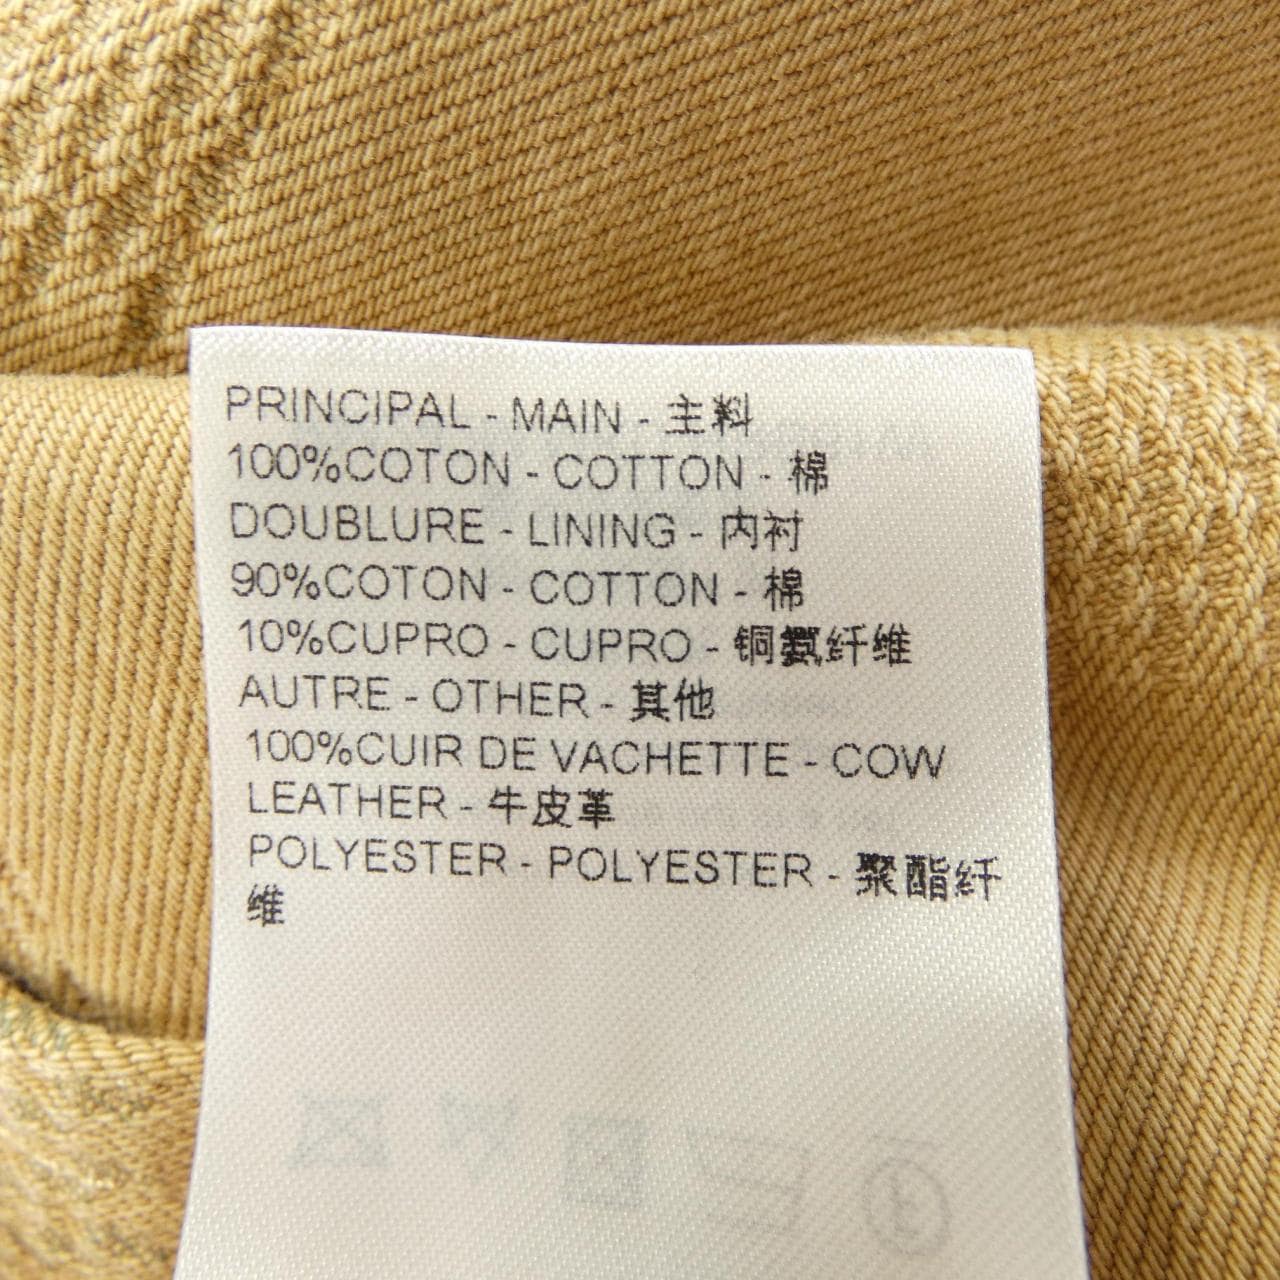 PRINCIPAL - MAIN - 主料
100%COTON - COTTON - 棉
DOUBLURE - LINING - 内衬
90%COTON - COTTON - 棉
10%CUPRO - CUPRO - 铜氨纤维
AUTRE - OTHER - 其他
100%CUIR DE VACHETTE - COW
LEATHER - 牛皮革
POLYESTER - POLYESTER - 聚酯纤
维